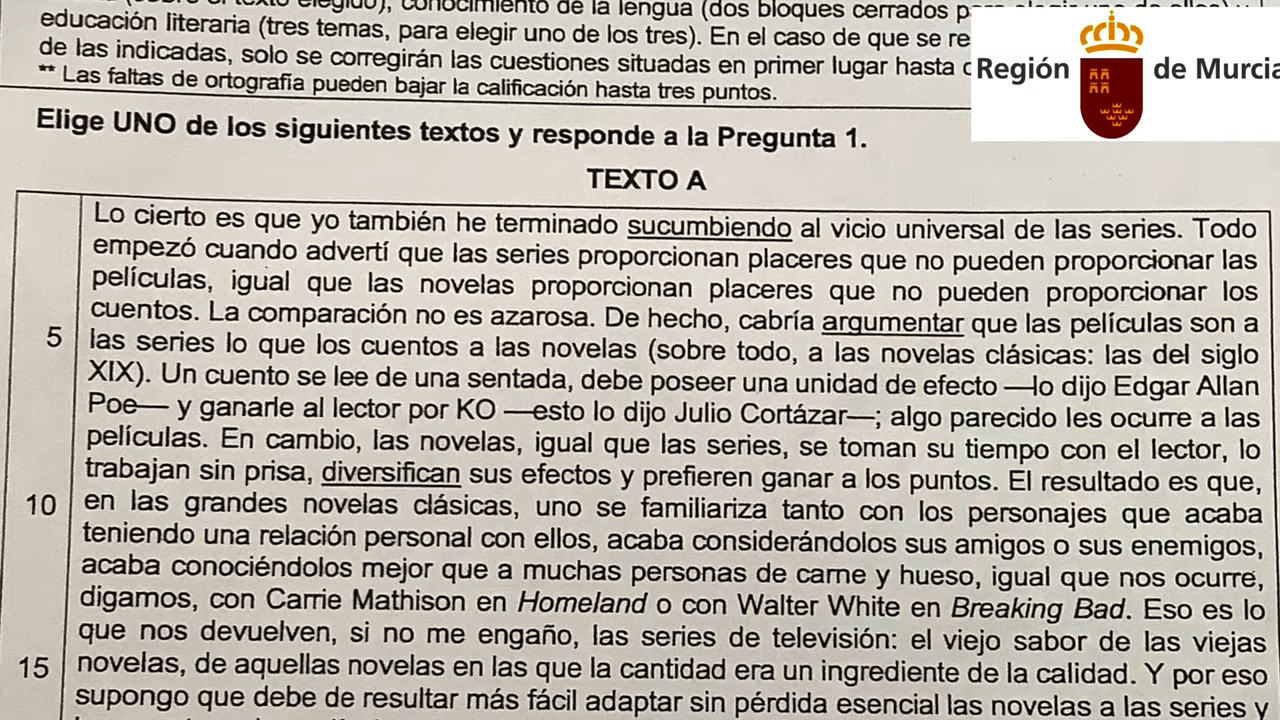 conocimiento de la lengua (dos bloques cerrados
educación literaria (tres temas, para elegir uno de los tres). En el caso de que se
de las indicadas, solo se corregirán las cuestiones situadas en primer lugar hasta
** Las faltas de ortografía pueden bajar la calificación hasta tres puntos.
Región de Murcia
Elige UNO de los siguientes textos y responde a la Pregunta 1.
TEXTO A
Lo cierto es que yo también he terminado sucumbiendo al vicio universal de las series. Todo
empezó cuando advertí que las series proporcionan placeres que no pueden proporcionar las
películas, igual que las novelas proporcionan placeres que no pueden proporcionar los
cuentos. La comparación no es azarosa. De hecho, cabría argumentar que las películas son a
5 las series lo que los cuentos a las novelas (sobre todo, a las novelas clásicas: las del siglo
XIX). Un cuento se lee de una sentada, debe poseer una unidad de efecto —lo dijo Edgar Allan
Poe— y ganarle al lector por KO —esto lo dijo Julio Cortázar—; algo parecido les ocurre a las
películas. En cambio, las novelas, igual que las series, se toman su tiempo con el lector, lo
trabajan sin prisa, diversifican sus efectos y prefieren ganar a los puntos. El resultado es que,
10 en las grandes novelas clásicas, uno se familiariza tanto con los personajes que acaba
teniendo una relación personal con ellos, acaba considerándolos sus amigos o sus enemigos,
acaba conociéndolos mejor que a muchas personas de carne y hueso, igual que nos ocurre,
digamos, con Carrie Mathison en Homeland o con Walter White en Breaking Bad. Eso es lo
que nos devuelven, si no me engaño, las series de televisión: el viejo sabor de las viejas
15 novelas, de aquellas novelas en las que la cantidad era un ingrediente de la calidad. Y por eso
supongo que debe de resultar más fácil adaptar sin pérdida esencial las novelas a las series y